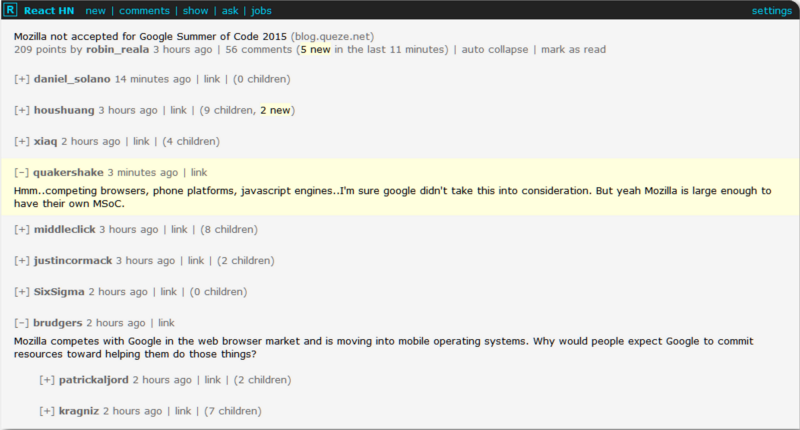 R React HN new | comments | show | ask | jobs settings
Mozilla not accepted for Google Summer of Code 2015 (blog.queze.net)
209 points by robin_reala 3 hours ago | 56 comments (5 new in the last 11 minutes) | auto collapse | mark as read
[+] daniel_solano 14 minutes ago | link | (0 children)
[+] houshuang 3 hours ago | link | (9 children, 2 new)
[+] xiaq 2 hours ago | link | (4 children)
[–] quakershake 3 minutes ago | link
Hmm..competing browsers, phone platforms, javascript engines..I'm sure google didn't take this into consideration. But yeah Mozilla is large enough to
have their own MSoC.
[+] middleclick 3 hours ago | link | (8 children)
[+] justincormack 3 hours ago | link | (2 children)
[+] SixSigma 2 hours ago | link | (0 children)
[–] brudgers 2 hours ago | link
Mozilla competes with Google in the web browser market and is moving into mobile operating systems. Why would people expect Google to commit
resources toward helping them do those things?
[+] patrickaljord 2 hours ago | link | (2 children)
[+] kragniz 2 hours ago | link | (7 children)